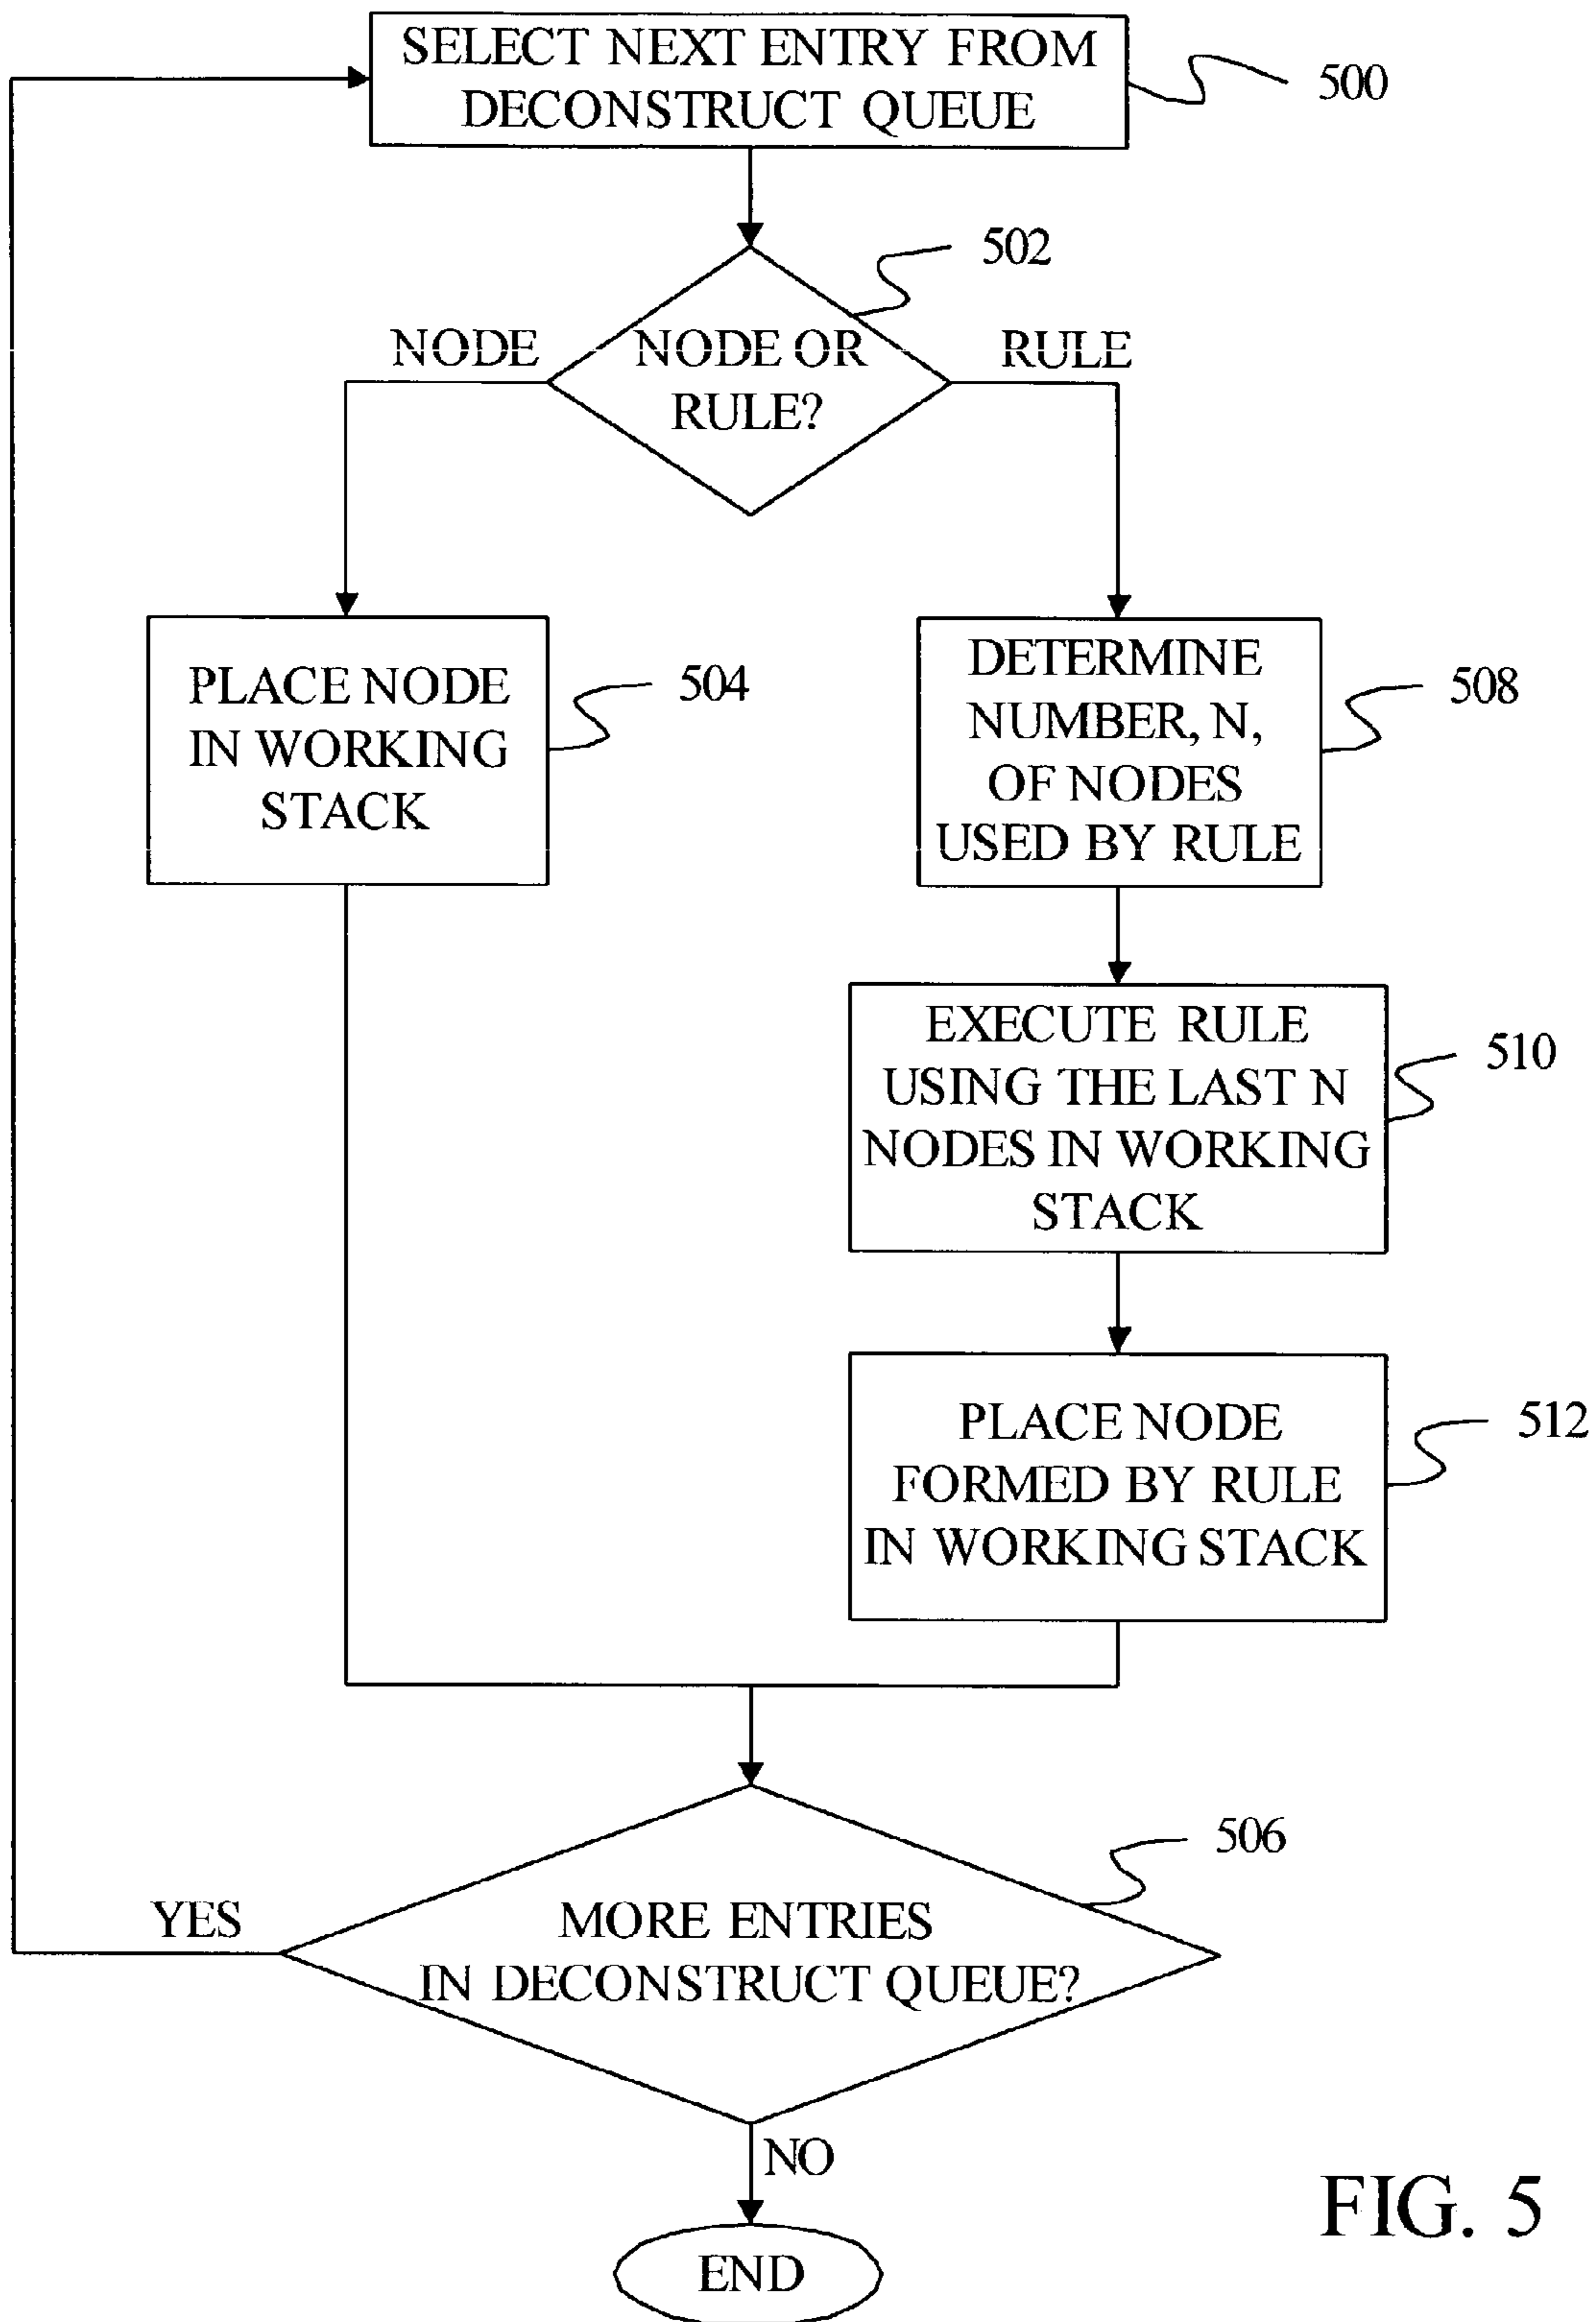 SELECT NEXT ENTRY FROM
DECONSTRUCT QUEUE
500
502
NODE
NODE OR
RULE?
RULE
PLACE NODE
IN WORKING
STACK
504
DETERMINE
NUMBER, N,
OF NODES
USED BY RULE
508
EXECUTE RULE
USING THE LAST N
NODES IN WORKING
STACK
510
PLACE NODE
FORMED BY RULE
IN WORKING STACK
512
506
YES
MORE ENTRIES
IN DECONSTRUCT QUEUE?
NO
END
FIG. 5